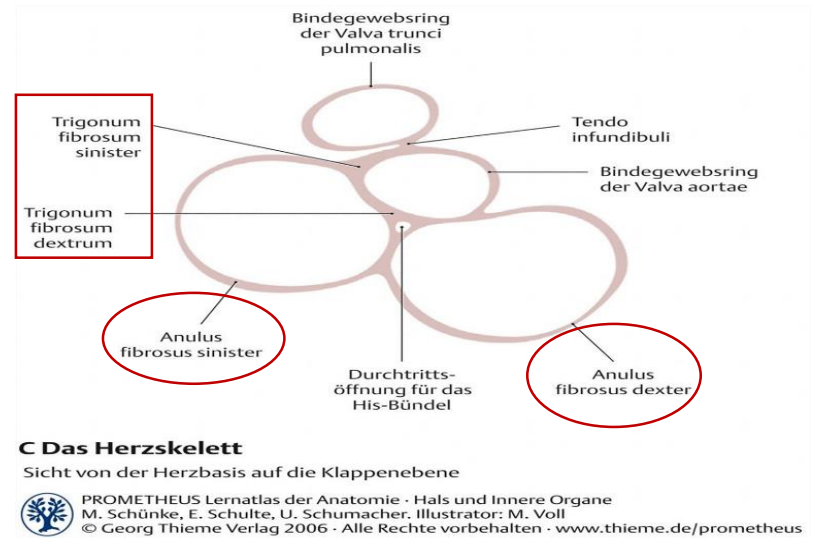 Bindegewebsring
der Valva trunci
pulmonalis
Trigonum
fibrosum
sinister
Tendo
infundibuli
Bindegewebsring
der Valva aortae
Trigonum
fibrosum
dextrum
Anulus
fibrosus sinister
Durchtritts-
öffnung für das
His-Bündel
Anulus
fibrosus dexter
C Das Herzskelett
Sicht von der Herzbasis auf die Klappenebene
PROMETHEUS Lernatlas der Anatomie · Hals und Innere Organe
M. Schünke, E. Schulte, U. Schumacher. Illustrator: M. Voll
© Georg Thieme Verlag 2006 · Alle Rechte vorbehalten · www.thieme.de/prometheus